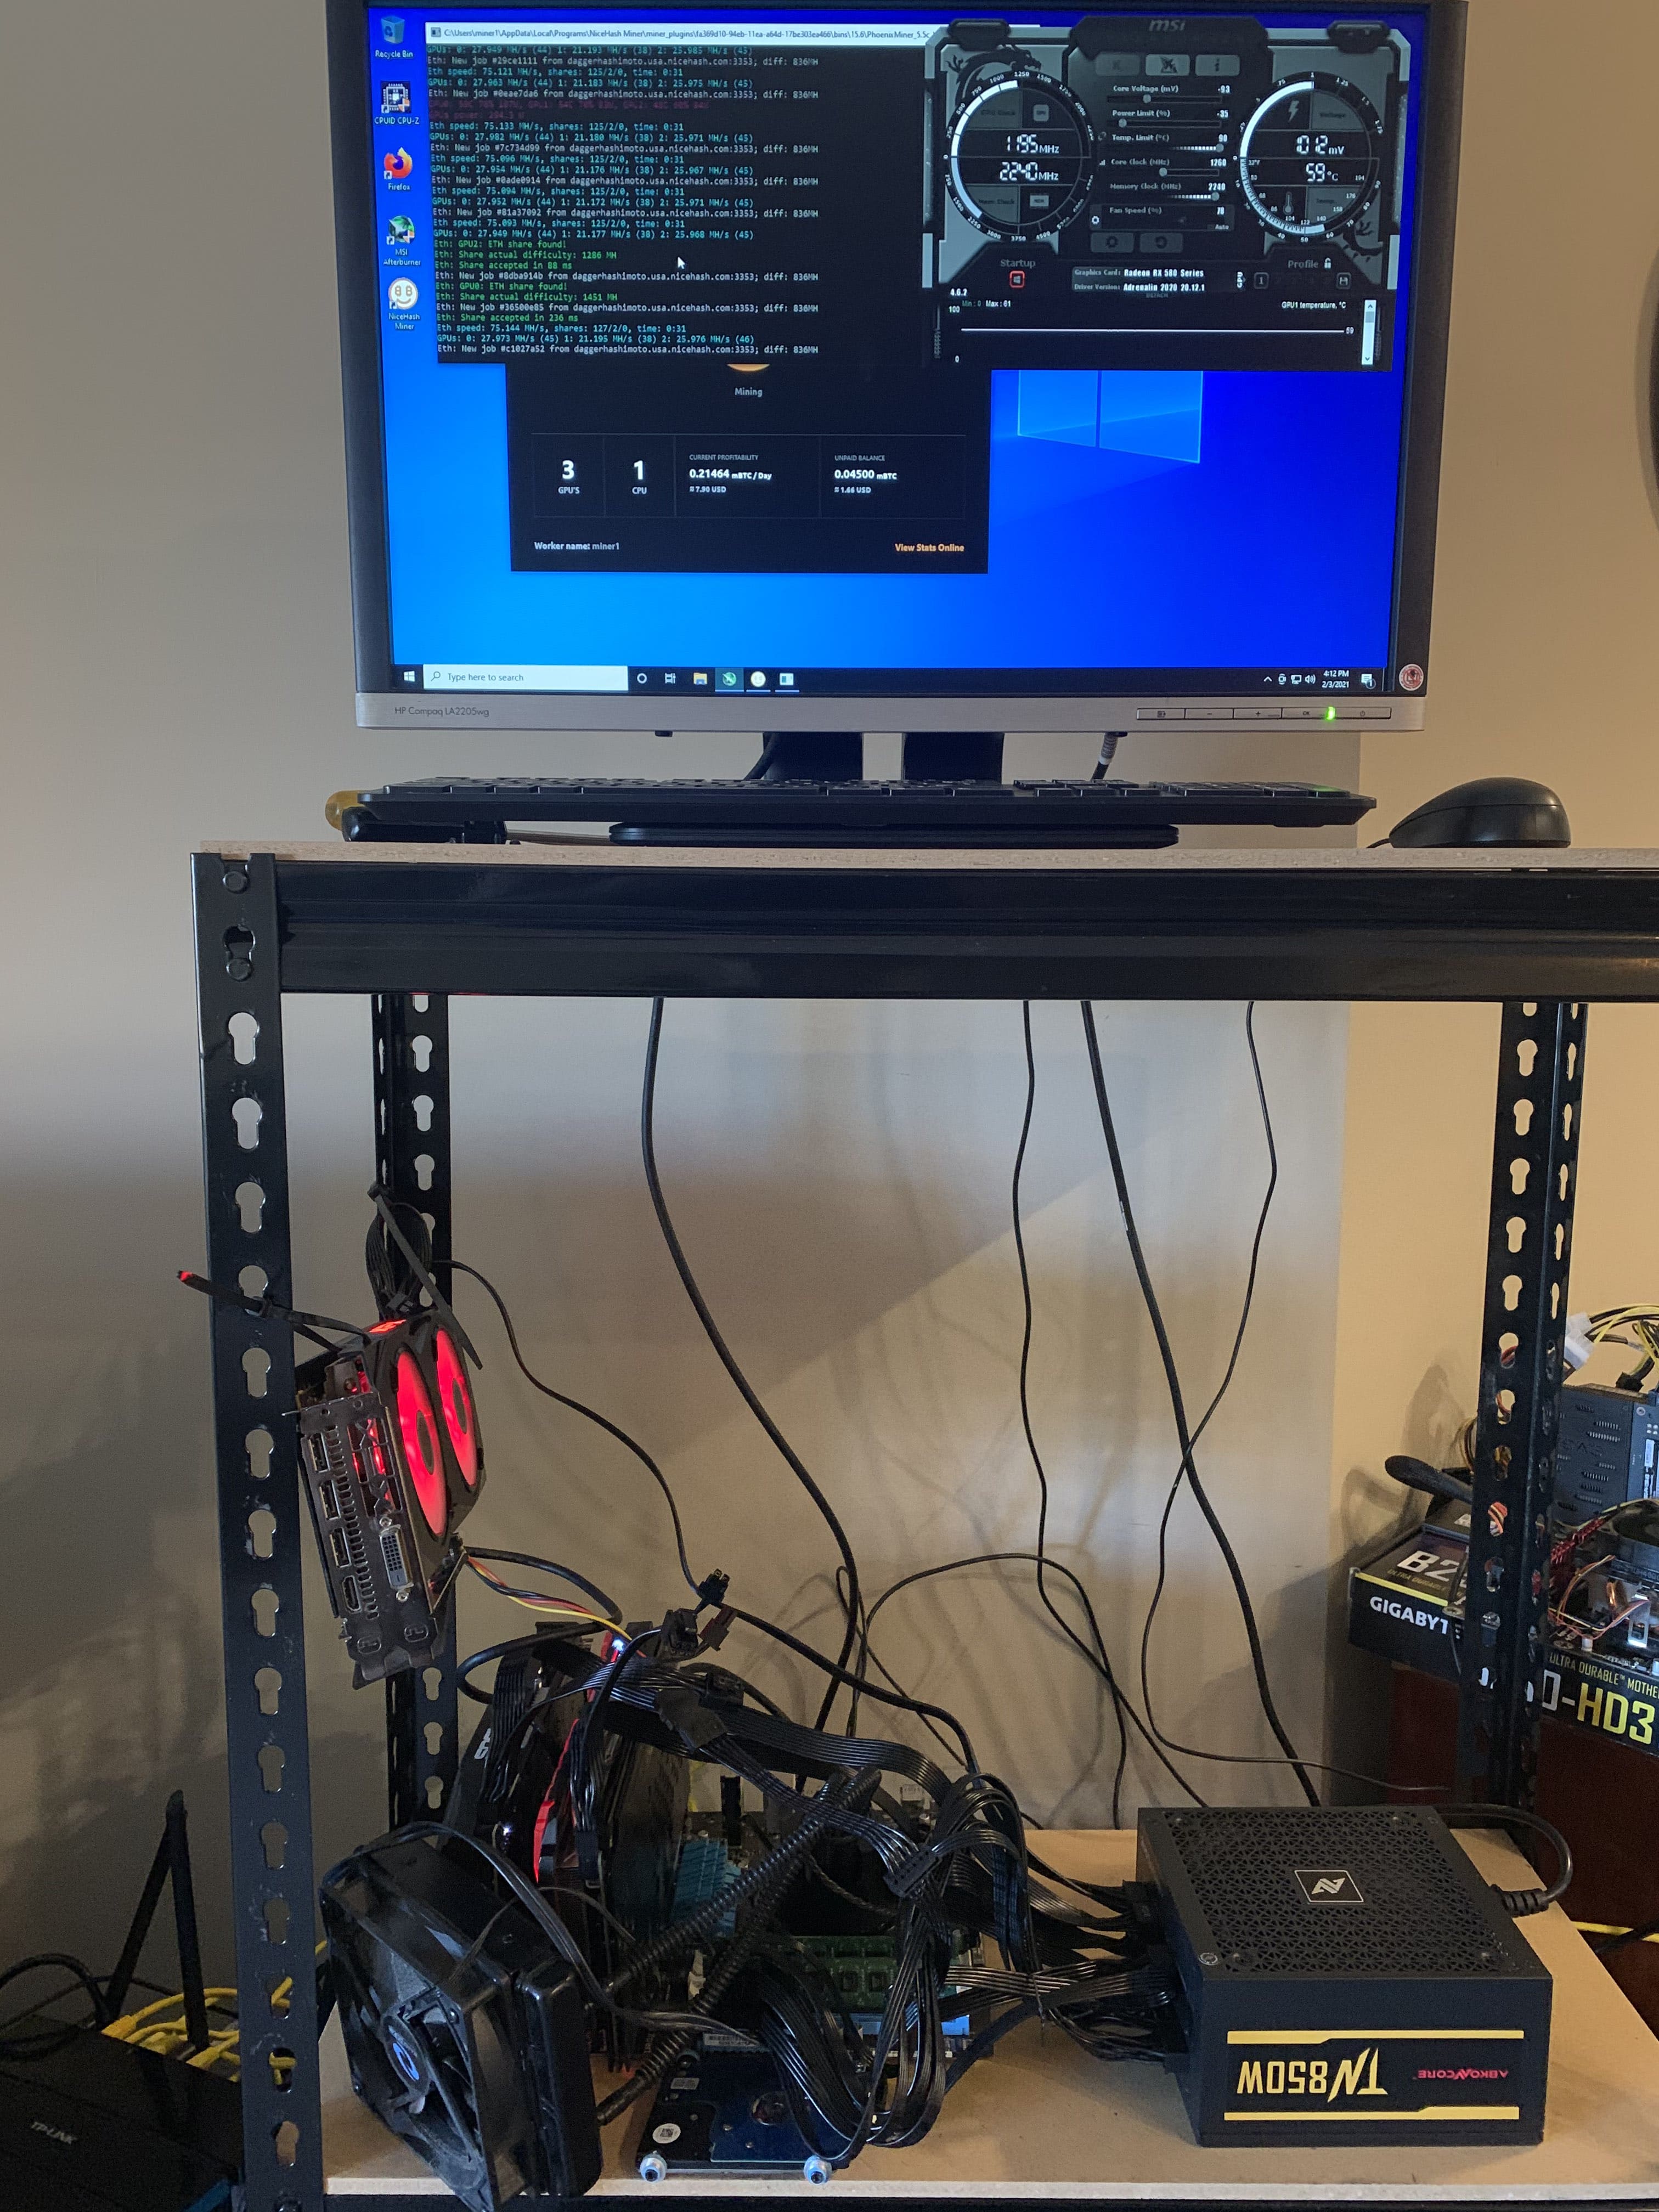 Recycle Bin
CPUID CPU-Z
Firefox
MSI
Afterburner
NiceHash
Miner
C:\Users\miner1\AppData\Local\Programs\NiceHash Miner\miner_plugins\fa369d10-94eb-11ea-a64d-17be303ea466\bins\15.6\PhoenixMiner_5.5c
GPUs: 0: 27.949 MH/s (44) 1: 21.193 MH/s (38) 2: 25.985 MH/s (45)
Eth: New job #29ce1111 from daggerhashimoto.usa.nicehash.com:3353; diff: 836MH
Eth speed: 75.121 MH/s, shares: 125/2/0, time: 0:31
GPUs: 0: 27.963 MH/s (44) 1: 21.183 MH/s (38) 2: 25.975 MH/s (45)
Eth: New job #0eae7da6 from daggerhashimoto.usa.nicehash.com:3353; diff: 836MH
Eth speed: 75.133 MH/s, shares: 125/2/0, time: 0:31
GPUs: 0: 27.982 MH/s (44) 1: 21.180 MH/s (38) 2: 25.971 MH/s (45)
Eth: New job #7c734d99 from daggerhashimoto.usa.nicehash.com:3353; diff: 836MH
Eth speed: 75.096 MH/s, shares: 125/2/0, time: 0:31
GPUs: 0: 27.954 MH/s (44) 1: 21.176 MH/s (38) 2: 25.967 MH/s (45)
Eth: New job #0ade0914 from daggerhashimoto.usa.nicehash.com:3353; diff: 836MH
Eth speed: 75.094 MH/s, shares: 125/2/0, time: 0:31
GPUs: 0: 27.952 MH/s (44) 1: 21.172 MH/s (38) 2: 25.971 MH/s (45)
Eth: New job #81a37092 from daggerhashimoto.usa.nicehash.com:3353; diff: 836MH
Eth speed: 75.093 MH/s, shares: 125/2/0, time: 0:31
GPUs: 0: 27.949 MH/s (44) 1: 21.177 MH/s (38) 2: 25.968 MH/s (45)
Eth: GPU2: ETH share found!
Eth: Share actual difficulty: 1286 MH
Eth: Share accepted in 88 ms
Eth: New job #8dba914b from daggerhashimoto.usa.nicehash.com:3353; diff: 836MH
Eth: GPU0: ETH share found!
Eth: Share actual difficulty: 1451 MH
Eth: New job #36500e85 from daggerhashimoto.usa.nicehash.com:3353; diff: 836MH
Eth: Share accepted in 236 ms
Eth speed: 75.144 MH/s, shares: 127/2/0, time: 0:31
GPUs: 0: 27.973 MH/s (45) 1: 21.195 MH/s (38) 2: 25.976 MH/s (46)
Eth: New job #c1027a52 from daggerhashimoto.usa.nicehash.com:3353; diff: 836MH
msi
Core Voltage (mV) -93
Power Limit (%) -35
Temp. Limit (°C) 90
Core Clock (MHz) 1260
Memory Clock (MHz) 2240
Fan Speed (%) 70
Auto
1195 MHz
2240 MHz
Mem Clock
Voltage
1012 mV
59 °C
Temp.
Startup
Profile
Graphics Card: Radeon RX 580 Series
Driver Version: Adrenalin 2020 20.12.1
DETACH
4.6.2
Min : 0 Max : 61
GPU1 temperature, °C
100
59
0
Mining
3
GPU'S
1
CPU
CURRENT PROFITABILITY
0.21464 mBTC / Day
≈ 7.90 USD
UNPAID BALANCE
0.04500 mBTC
≈ 1.66 USD
Worker name: miner1
View Stats Online
Type here to search
4:12 PM
2/3/2021
HP Compaq LA2205wg
GIGABYT
ULTRA DURABLE™ MOTHE
D-HD3
TN850W
ABKONCORE
TP-LINK